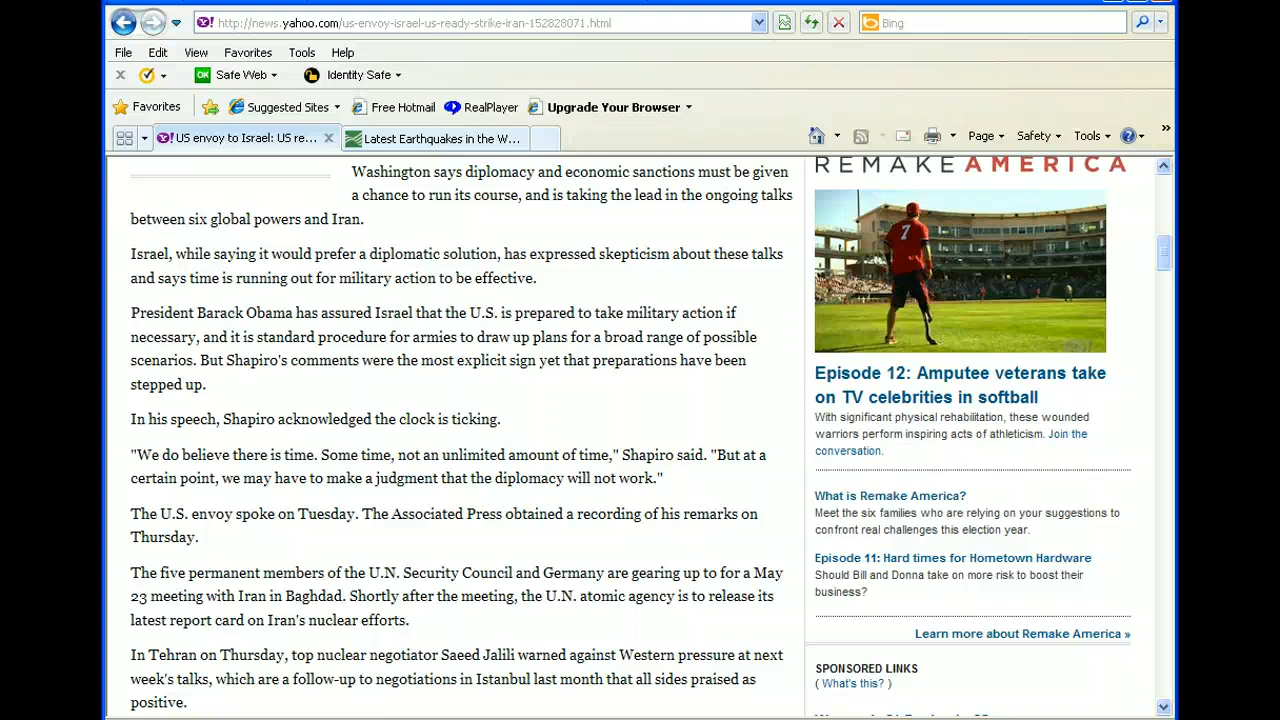 http://news.yahoo.com/us-envoy-israel-us-ready-strike-iran-152828071.html
Bing
File Edit View Favorites Tools Help
x Safe Web Identity Safe
Favorites Suggested Sites Free Hotmail RealPlayer Upgrade Your Browser
Y! US envoy to Israel: US re... Latest Earthquakes in the W... Page Safety Tools
Washington says diplomacy and economic sanctions must be given
a chance to run its course, and is taking the lead in the ongoing talks
between six global powers and Iran.
Israel, while saying it would prefer a diplomatic solution, has expressed skepticism about these talks
and says time is running out for military action to be effective.
President Barack Obama has assured Israel that the U.S. is prepared to take military action if
necessary, and it is standard procedure for armies to draw up plans for a broad range of possible
scenarios. But Shapiro's comments were the most explicit sign yet that preparations have been
stepped up.
In his speech, Shapiro acknowledged the clock is ticking.
"We do believe there is time. Some time, not an unlimited amount of time," Shapiro said. "But at a
certain point, we may have to make a judgment that the diplomacy will not work."
The U.S. envoy spoke on Tuesday. The Associated Press obtained a recording of his remarks on
Thursday.
The five permanent members of the U.N. Security Council and Germany are gearing up to for a May
23 meeting with Iran in Baghdad. Shortly after the meeting, the U.N. atomic agency is to release its
latest report card on Iran's nuclear efforts.
In Tehran on Thursday, top nuclear negotiator Saeed Jalili warned against Western pressure at next
week's talks, which are a follow-up to negotiations in Istanbul last month that all sides praised as
positive.
REMAKE AMERICA
7
Episode 12: Amputee veterans take
on TV celebrities in softball
With significant physical rehabilitation, these wounded
warriors perform inspiring acts of athleticism. Join the
conversation.
What is Remake America?
Meet the six families who are relying on your suggestions to
confront real challenges this election year.
Episode 11: Hard times for Hometown Hardware
Should Bill and Donna take on more risk to boost their
business?
Learn more about Remake America »
SPONSORED LINKS
( What's this? )